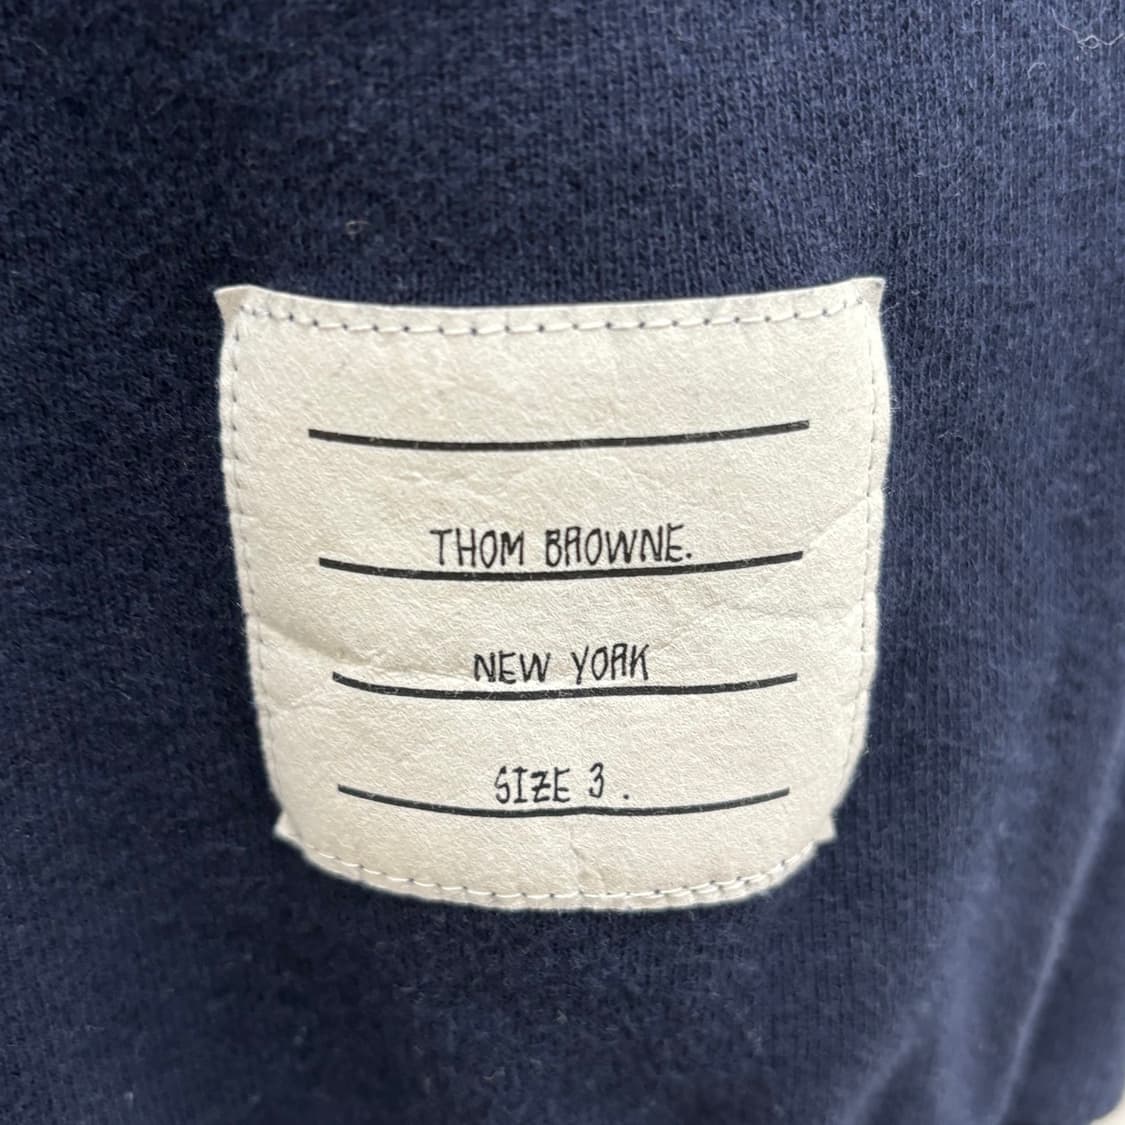 THOM BROWNE.
NEW YORK
SIZE 3 .